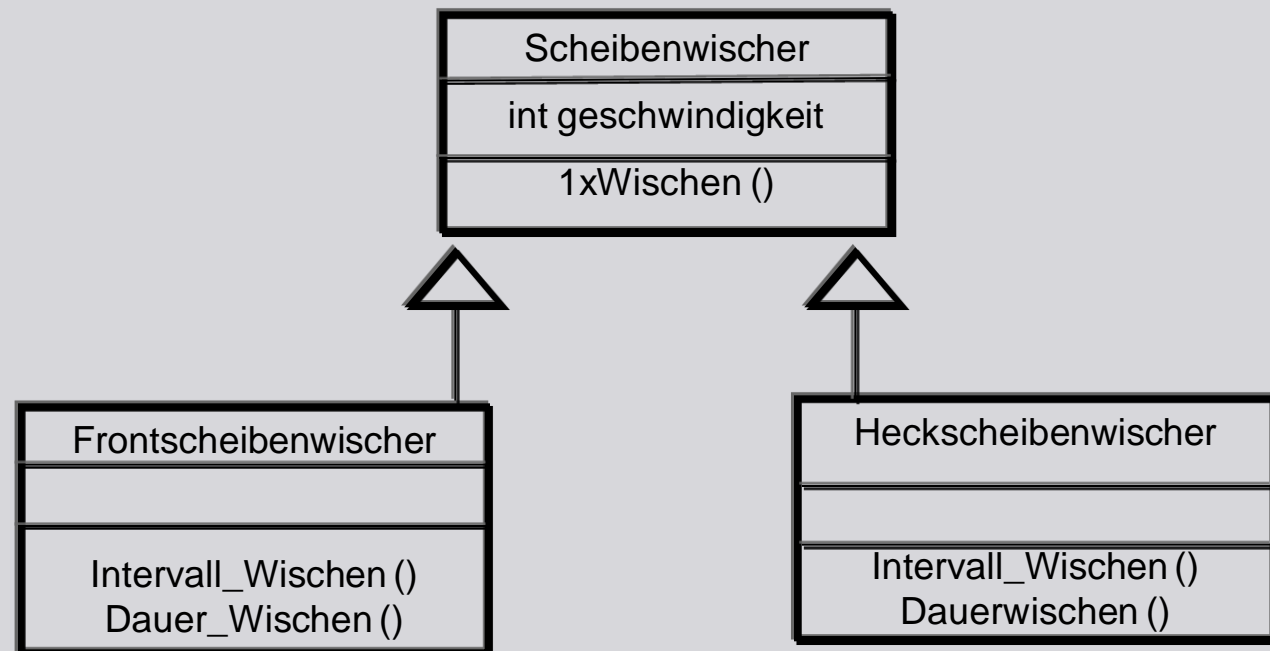 Scheibenwischer
int geschwindigkeit
1xWischen ()
Frontscheibenwischer
Intervall_Wischen ()
Dauer_Wischen ()
Heckscheibenwischer
Intervall_Wischen ()
Dauerwischen ()